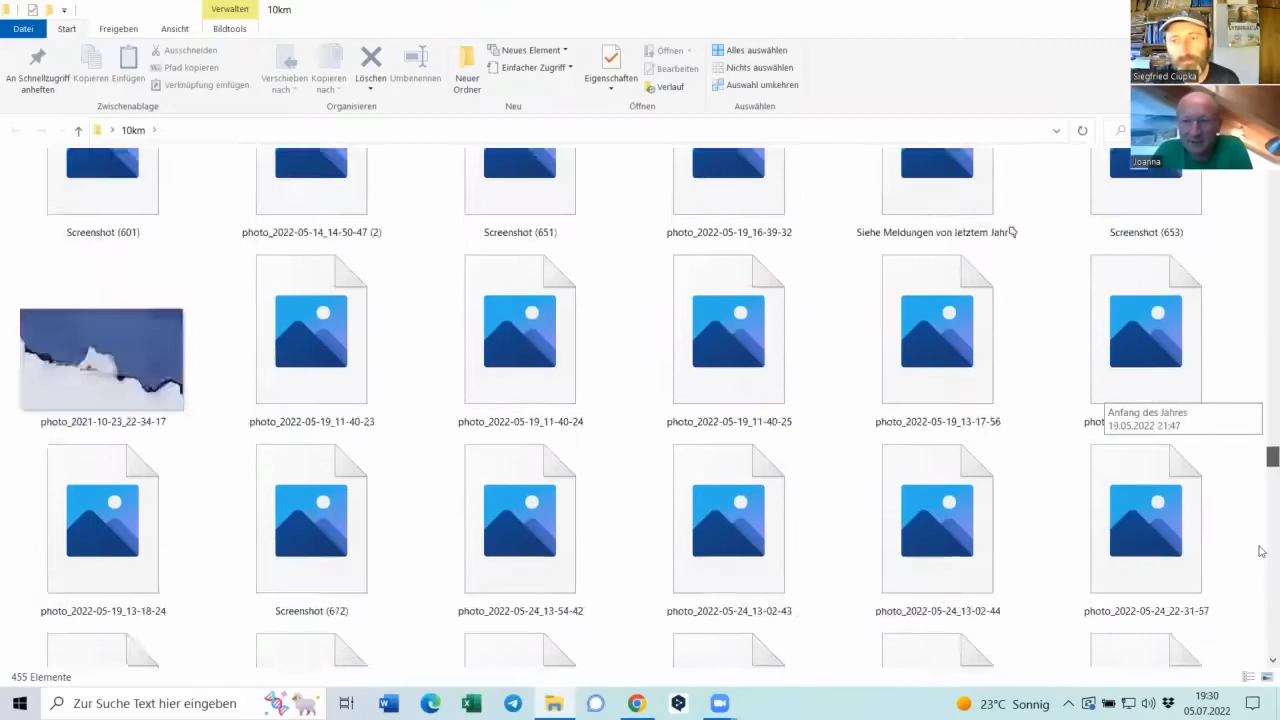 Verwalten
10km
Datei
Start
Freigeben
Ansicht
Bildtools
An Schnellzugriff anheften
Kopieren
Einfügen
Ausschneiden
Pfad kopieren
Verknüpfung einfügen
Zwischenablage
Verschieben nach
Kopieren nach
Löschen
Umbenennen
Organisieren
Neuer Ordner
Neues Element
Einfacher Zugriff
Neu
Eigenschaften
Öffnen
Bearbeiten
Verlauf
Öffnen
Alles auswählen
Nichts auswählen
Auswahl umkehren
Auswählen
Siegfried Ciupka
Joanna
10km
Screenshot (601)
photo_2022-05-14_14-50-47 (2)
Screenshot (651)
photo_2022-05-19_16-39-32
Siehe Meldungen von letztem Jahr
Screenshot (653)
photo_2021-10-23_22-34-17
photo_2022-05-19_11-40-23
photo_2022-05-19_11-40-24
photo_2022-05-19_11-40-25
photo_2022-05-19_13-17-56
Anfang des Jahres
19.05.2022 21:47
photo_2022-05-19_13-18-24
Screenshot (672)
photo_2022-05-24_13-54-42
photo_2022-05-24_13-02-43
photo_2022-05-24_13-02-44
photo_2022-05-24_22-31-57
455 Elemente
Zur Suche Text hier eingeben
23°C Sonnig
19:30
05.07.2022